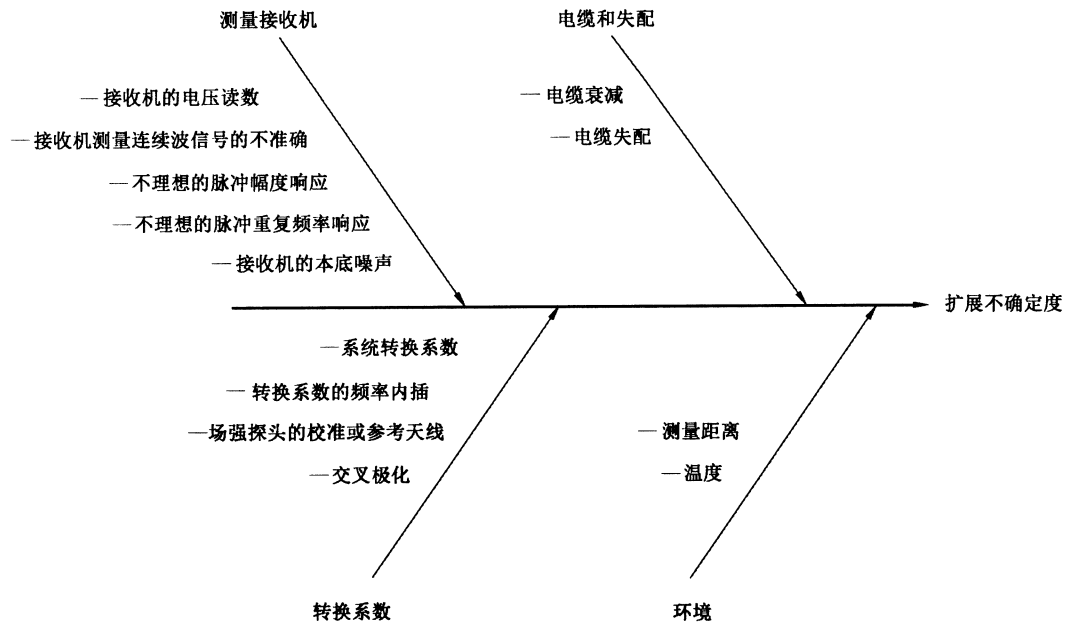 测量接收机
电缆和失配
—接收机的电压读数
—接收机测量连续波信号的不准确
—不理想的脉冲幅度响应
—不理想的脉冲重复频率响应
—接收机的本底噪声
—电缆衰减
—电缆失配
扩展不确定度
—系统转换系数
—转换系数的频率内插
—场强探头的校准或参考天线
—交叉极化
—测量距离
—温度
转换系数
环境